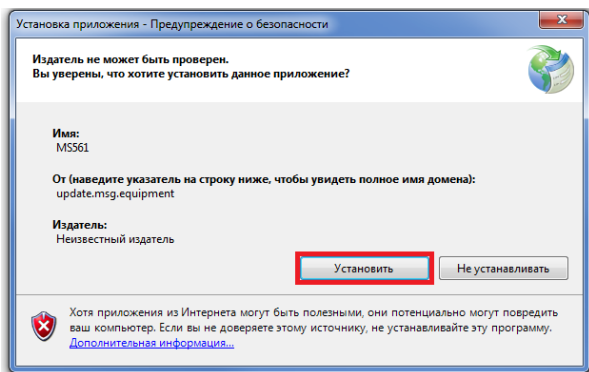 Установка приложения - Предупреждение о безопасности
Издатель не может быть проверен.
Вы уверены, что хотите установить данное приложение?
Имя:
MS561
От (наведите указатель на строку ниже, чтобы увидеть полное имя домена):
update.msg.equipment
Издатель:
Неизвестный издатель
Установить
Не устанавливать
Хотя приложения из Интернета могут быть полезными, они потенциально могут повредить
ваш компьютер. Если вы не доверяете этому источнику, не устанавливайте эту программу.
Дополнительная информация...